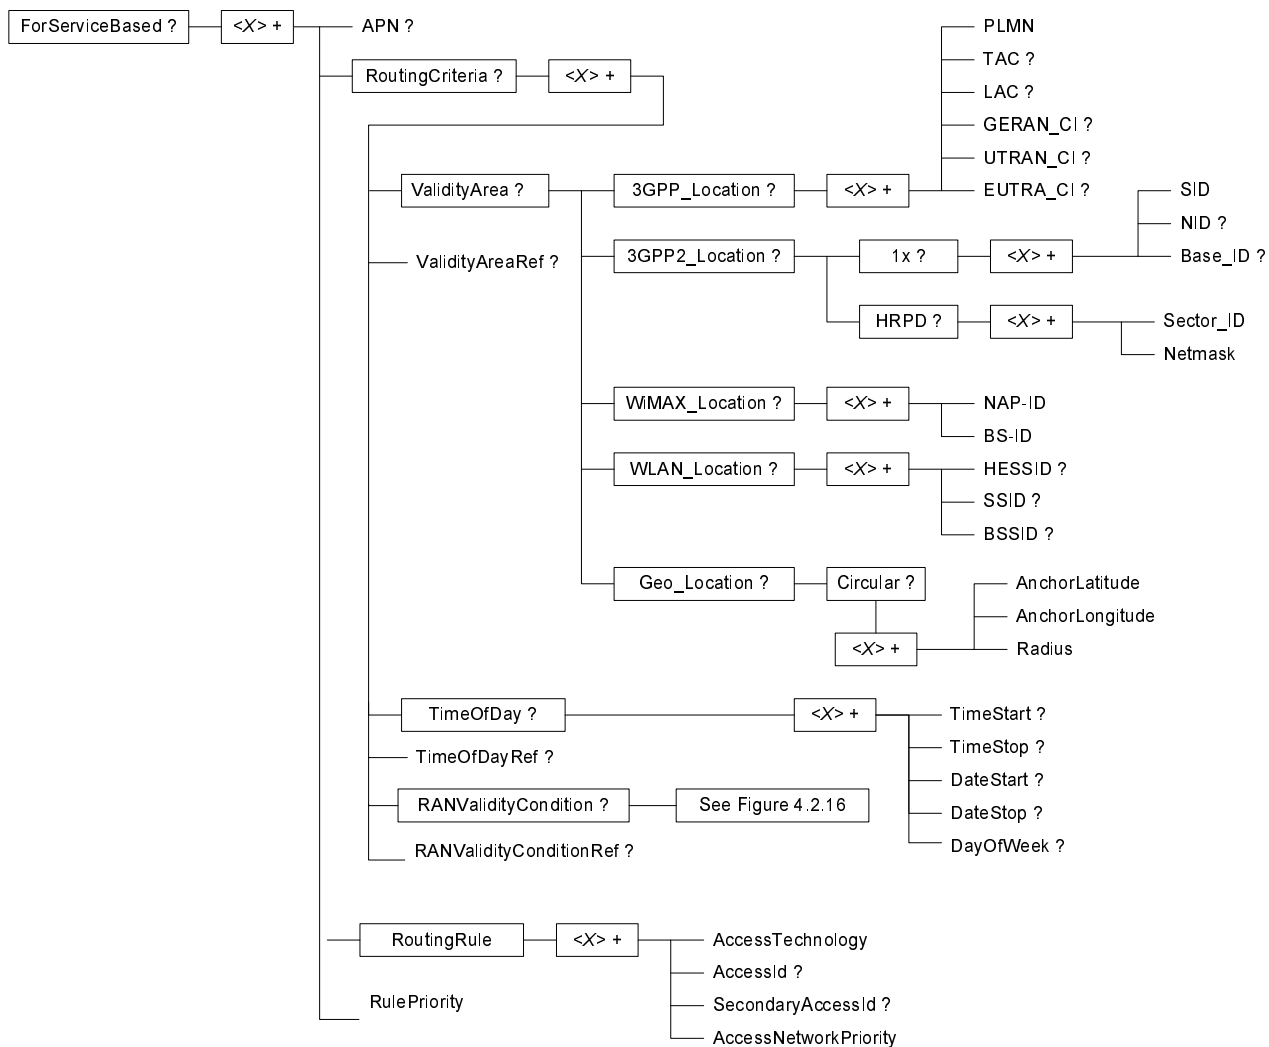 ForServiceBased ?
<X> +
APN ?
RoutingCriteria ?
<X> +
ValidityArea ?
3GPP_Location ?
<X> +
PLMN
TAC ?
LAC ?
GERAN_CI ?
UTRAN_CI ?
EUTRA_CI ?
ValidityAreaRef ?
3GPP2_Location ?
1x ?
<X> +
SID
NID ?
Base_ID ?
HRPD ?
<X> +
Sector_ID
Netmask
WiMAX_Location ?
<X> +
NAP-ID
BS-ID
WLAN_Location ?
<X> +
HESSID ?
SSID ?
BSSID ?
Geo_Location ?
Circular ?
<X> +
AnchorLatitude
AnchorLongitude
Radius
TimeOfDay ?
<X> +
TimeStart ?
TimeStop ?
DateStart ?
DateStop ?
DayOfWeek ?
TimeOfDayRef ?
RANValidityCondition ?
See Figure 4.2.16
RANValidityConditionRef ?
RoutingRule
<X> +
AccessTechnology
AccessId ?
SecondaryAccessId ?
AccessNetworkPriority
RulePriority